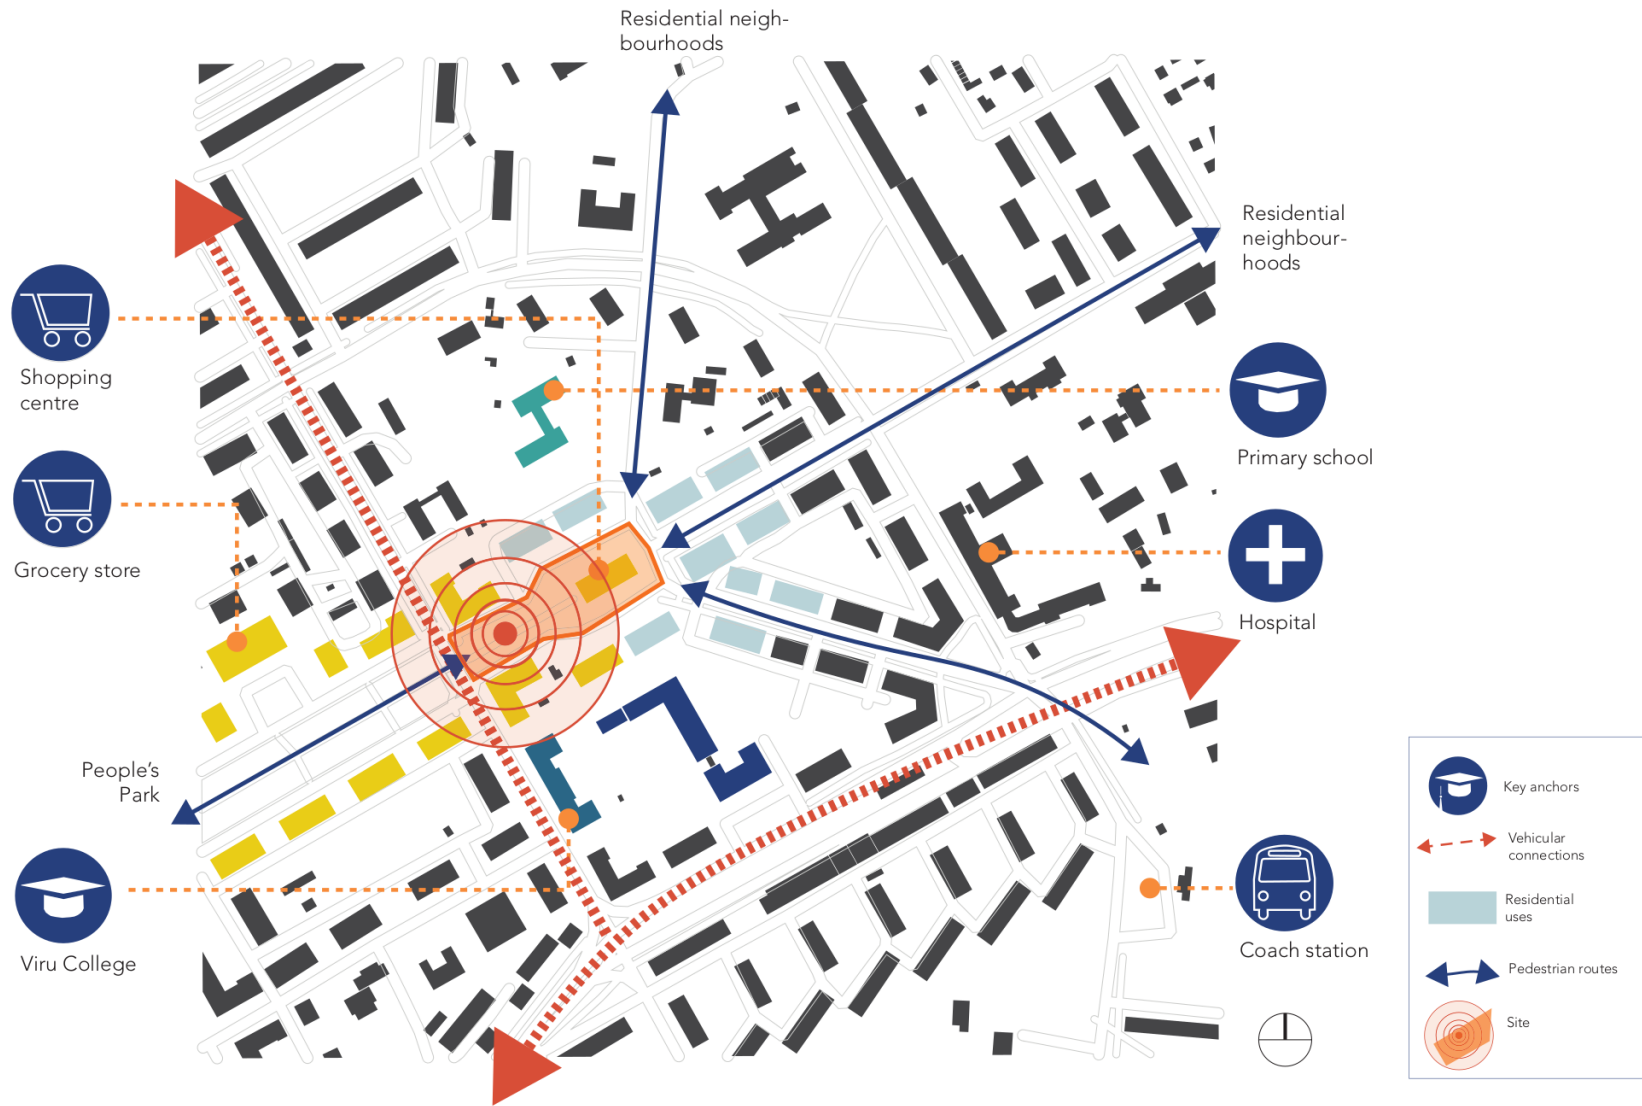 Residential neigh-
bourhoods
Residential
neighbour-
hoods
Shopping
centre
Primary school
Grocery store
Hospital
People's
Park
Viru College
Coach station
Key anchors
Vehicular
connections
Residential
uses
Pedestrian routes
Site